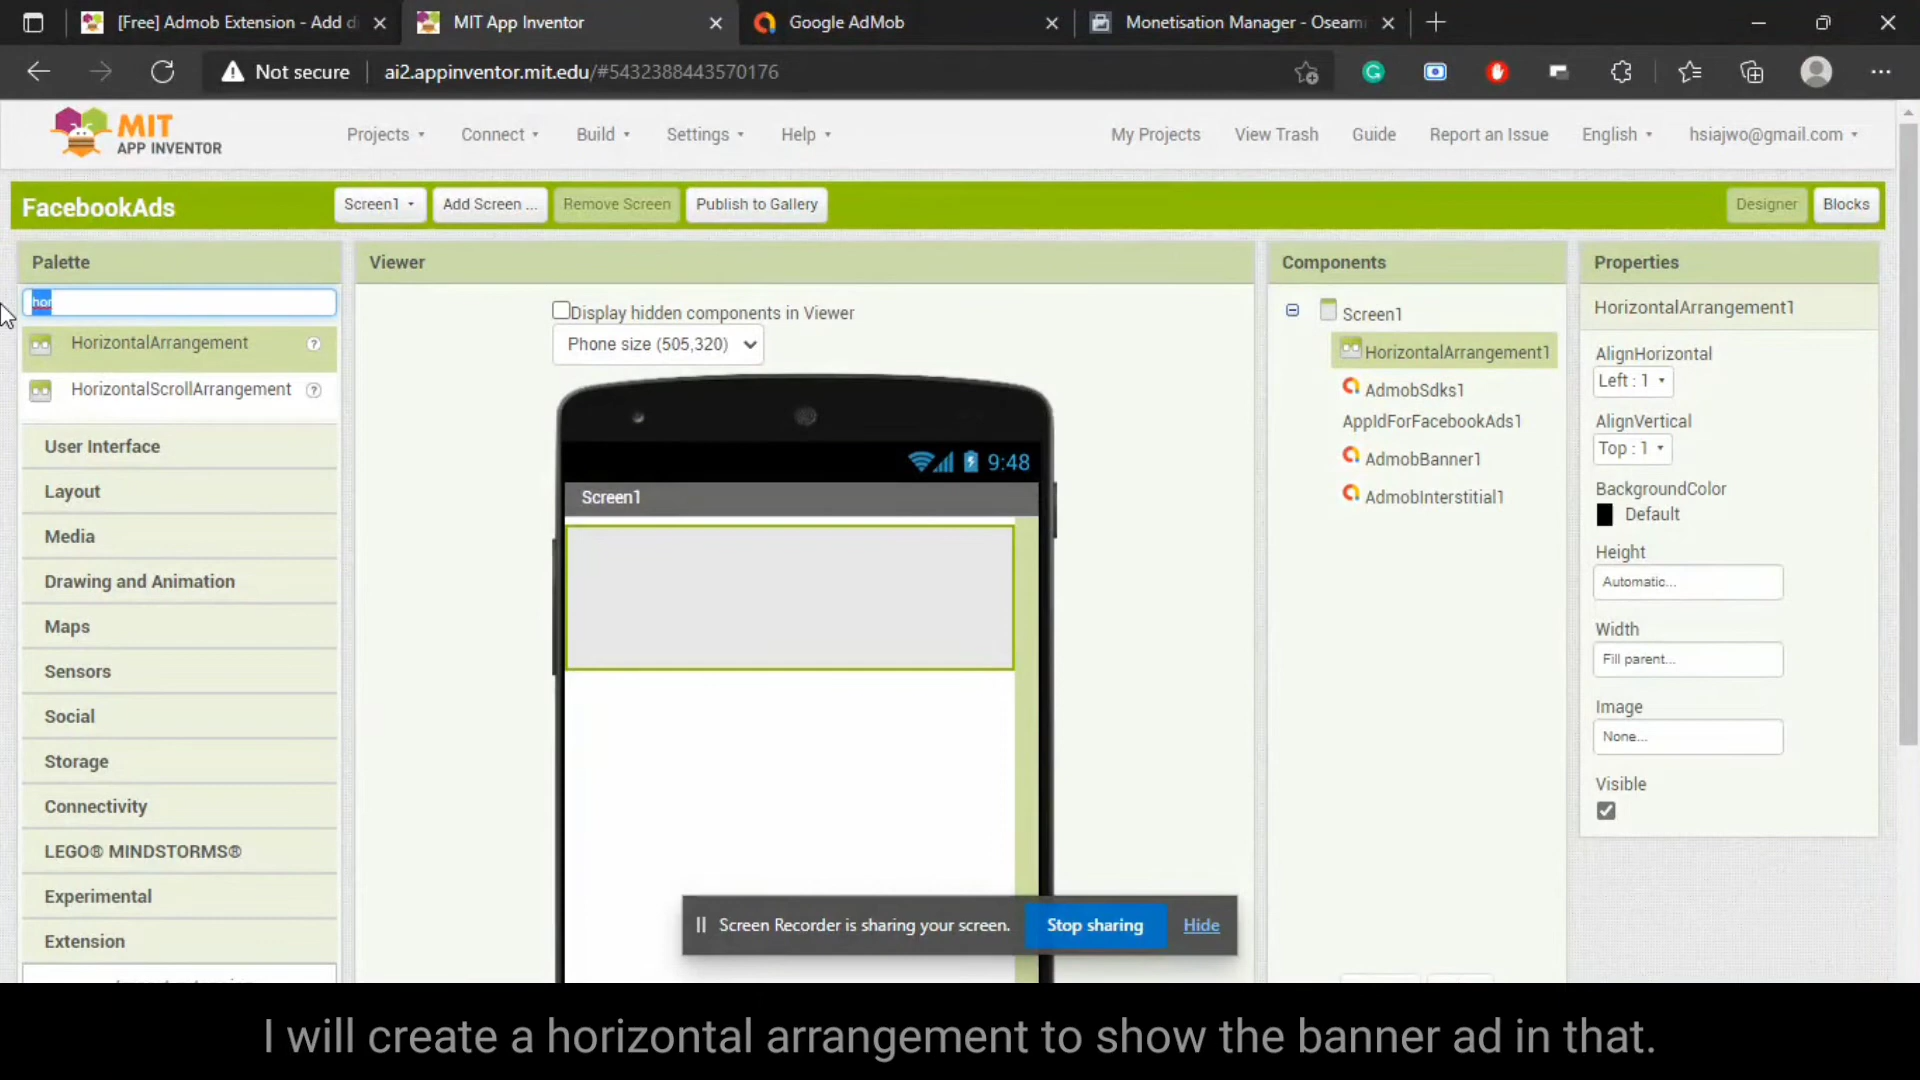 [Free] Admob Extension - Add d
MIT App Inventor
Google AdMob
Monetisation Manager - Oseam
Not secure
ai2.appinventor.mit.edu/#5432388443570176
MIT
APP INVENTOR
Projects
Connect
Build
Settings
Help
My Projects
View Trash
Guide
Report an Issue
English
hsiajwo@gmail.com
FacebookAds
Screen1
Add Screen ...
Remove Screen
Publish to Gallery
Designer
Blocks
Palette
hor
HorizontalArrangement
HorizontalScrollArrangement
User Interface
Layout
Media
Drawing and Animation
Maps
Sensors
Social
Storage
Connectivity
LEGO® MINDSTORMS®
Experimental
Extension
Viewer
Display hidden components in Viewer
Phone size (505,320)
9:48
Screen1
Components
Screen1
HorizontalArrangement1
AdmobSdks1
AppIdForFacebookAds1
AdmobBanner1
AdmobInterstitial1
Properties
HorizontalArrangement1
AlignHorizontal
Left : 1
AlignVertical
Top : 1
BackgroundColor
Default
Height
Automatic...
Width
Fill parent...
Image
None...
Visible
Screen Recorder is sharing your screen.
Stop sharing
Hide
I will create a horizontal arrangement to show the banner ad in that.